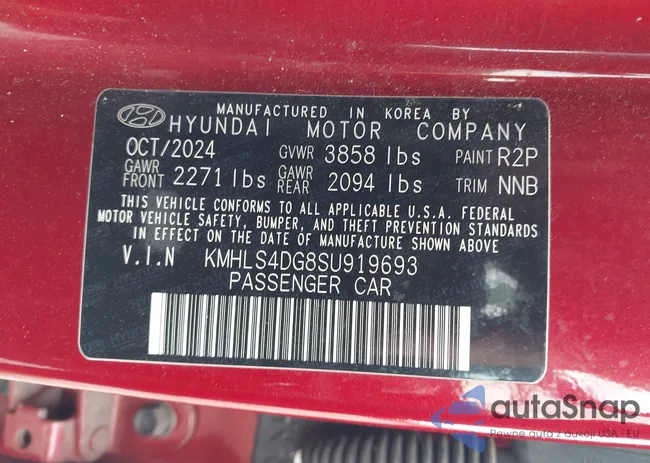 MANUFACTURED IN KOREA BY
HYUNDAI MOTOR COMPANY
OCT/2024 GVWR 3858 lbs PAINT R2P
GAWR FRONT 2271 lbs GAWR REAR 2094 lbs TRIM NNB
THIS VEHICLE CONFORMS TO ALL APPLICABLE U.S.A. FEDERAL
MOTOR VEHICLE SAFETY, BUMPER, AND THEFT PREVENTION STANDARDS
IN EFFECT ON THE DATE OF MANUFACTURE SHOWN ABOVE
V.I.N KMHLS4DG8SU919693
PASSENGER CAR
autaSnap
Pewne auta z aukcji USA i EU